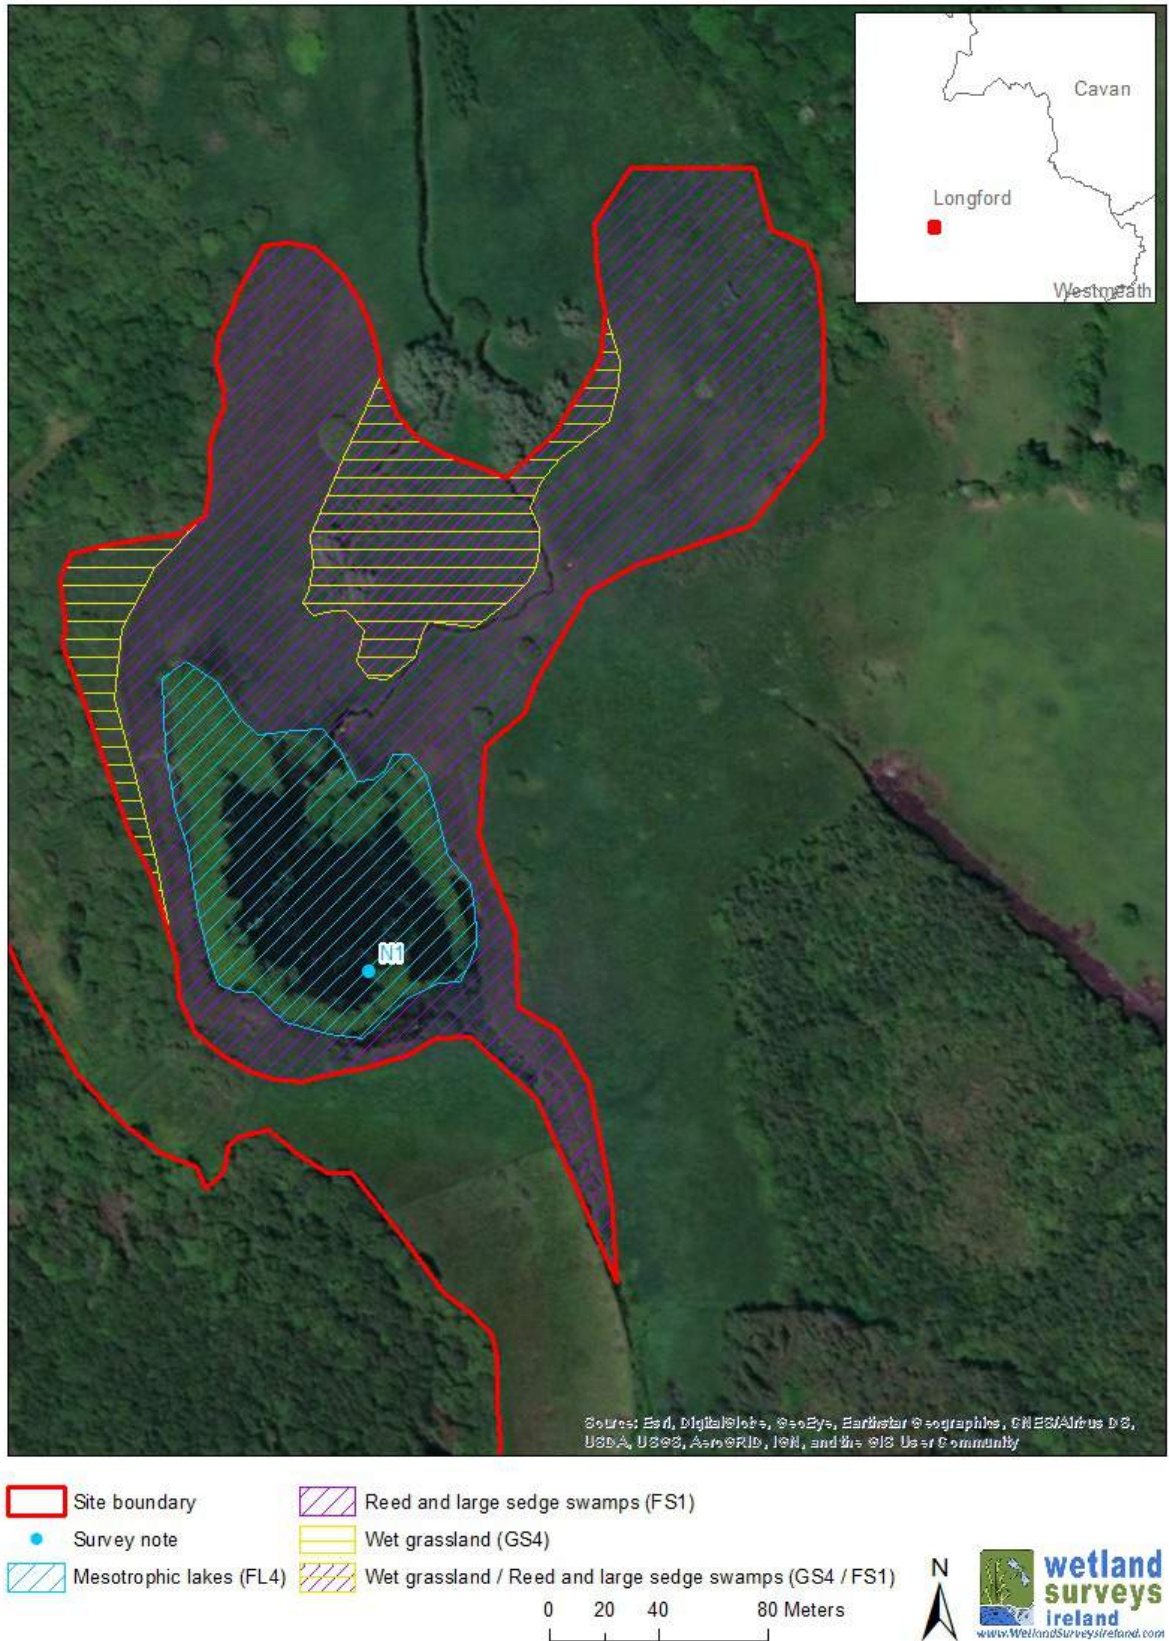 Cavan
Longford
Westmeath
N1
Source: Esri, DigitalGlobe, GeoEye, Earthstar Geographics, CNES/Airbus DS,
USDA, USGS, AeroGRID, IGN, and the GIS User Community
Site boundary
Survey note
Mesotrophic lakes (FL4)
Reed and large sedge swamps (FS1)
Wet grassland (GS4)
Wet grassland / Reed and large sedge swamps (GS4 / FS1)
0 20 40 80 Meters
N
wetland
surveys
ireland
www.WetlandSurveysIreland.com